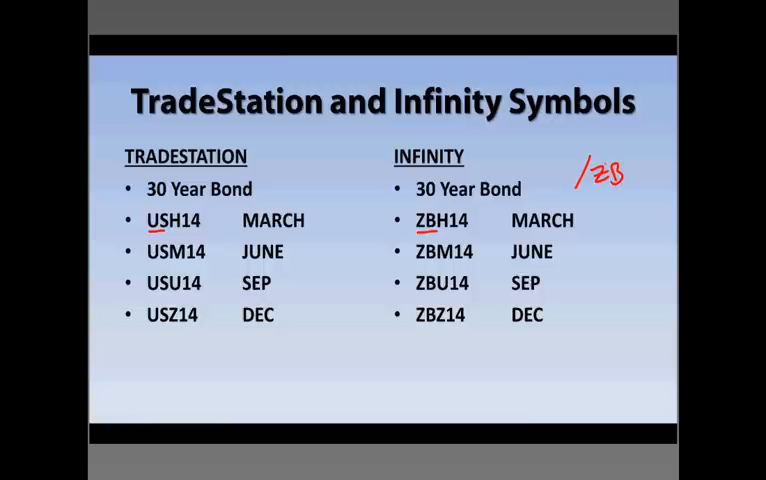 TradeStation and Infinity Symbols
TRADESTATION
• 30 Year Bond
• USH14 MARCH
• USM14 JUNE
• USU14 SEP
• USZ14 DEC
INFINITY
• 30 Year Bond
• ZBH14 MARCH
• ZBM14 JUNE
• ZBU14 SEP
• ZBZ14 DEC
/ZB